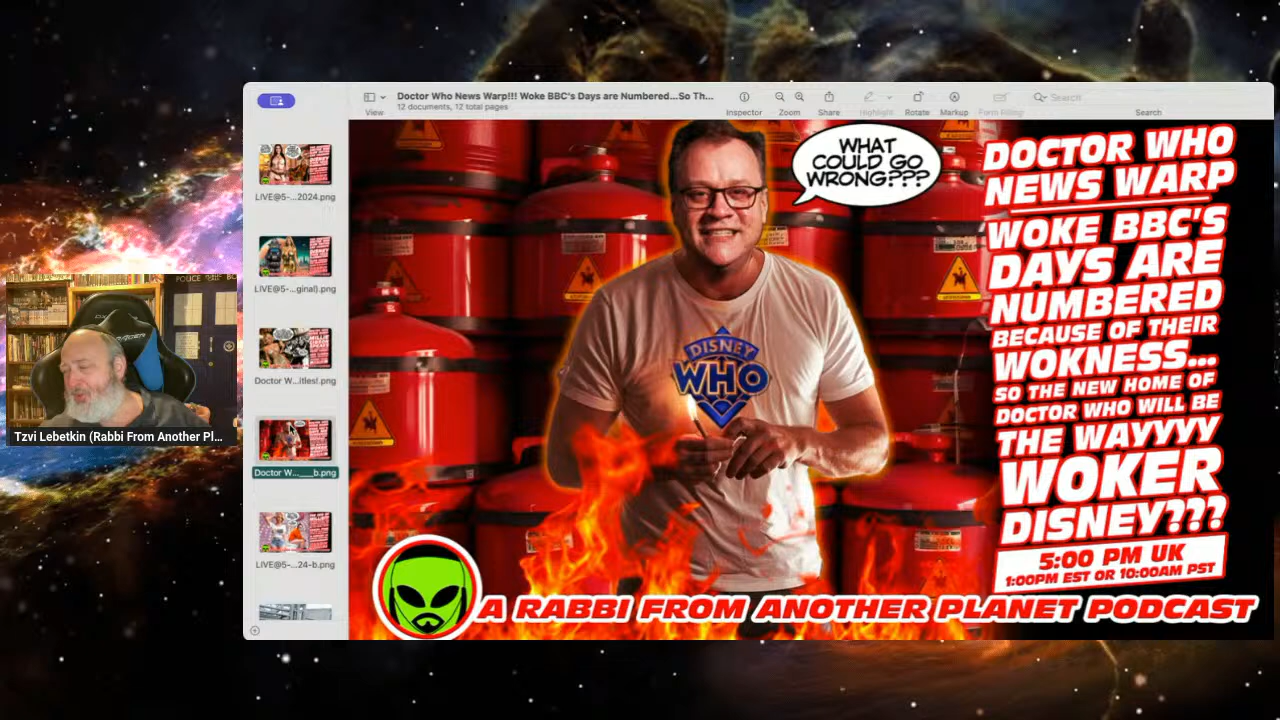 Doctor Who News Warp!!! Woke BBC's Days are Numbered...So Th...
12 documents, 12 total pages
View
Inspector
Zoom
Share
Highlight
Rotate
Markup
Form Filling
Search
Search
LIVE@5-...2024.png
LIVE@5-...ginal).png
Doctor W...itles!.png
Doctor W...___b.png
LIVE@5-...24-b.png
POLICE
Tzvi Lebetkin (Rabbi From Another Pl...
WHAT
COULD GO
WRONG???
DISNEY
WHO
DOCTOR WHO
NEWS WARP
WOKE BBC'S
DAYS ARE
NUMBERED
BECAUSE OF THEIR
WOKNESS...
SO THE NEW HOME OF
DOCTOR WHO WILL BE
THE WAYYYY
WOKER
DISNEY???
5:00 PM UK
1:00PM EST OR 10:00AM PST
A RABBI FROM ANOTHER PLANET PODCAST